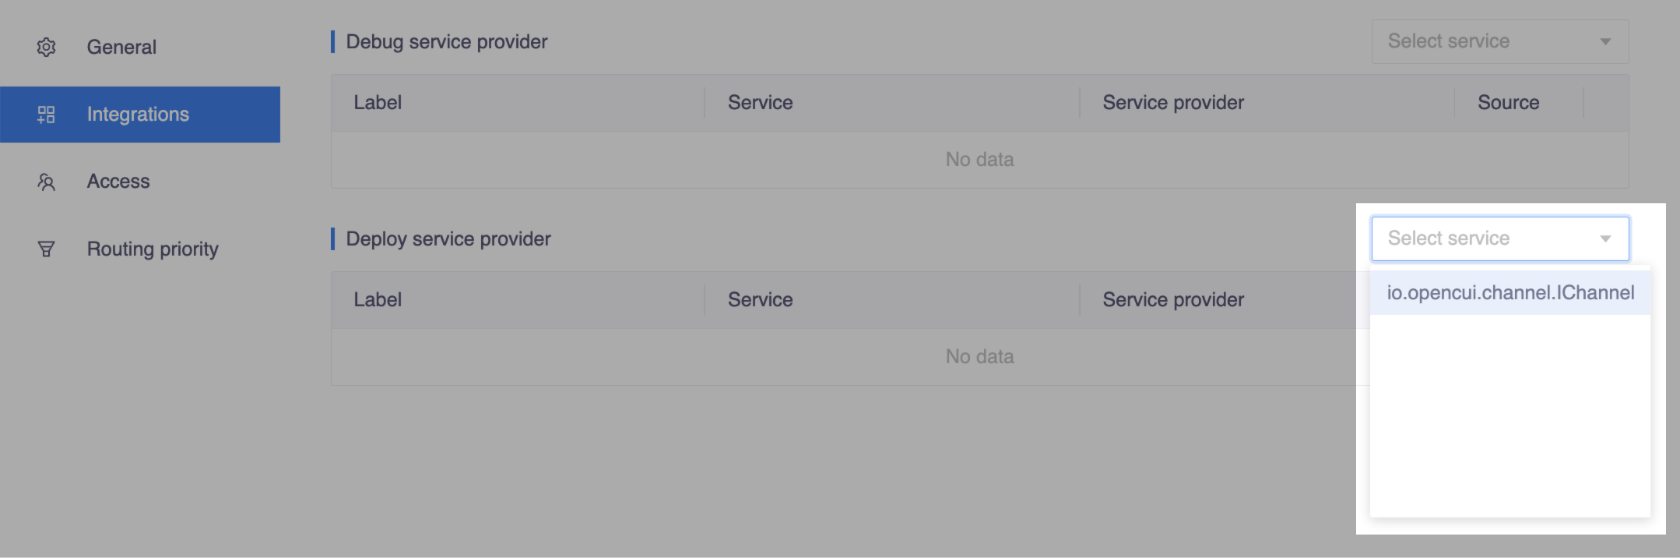 General
Integrations
Access
Routing priority
Debug service provider
Select service
Label Service Service provider Source
No data
Deploy service provider
Select service
Label Service Service provider
io.opencui.channel.IChannel
No data